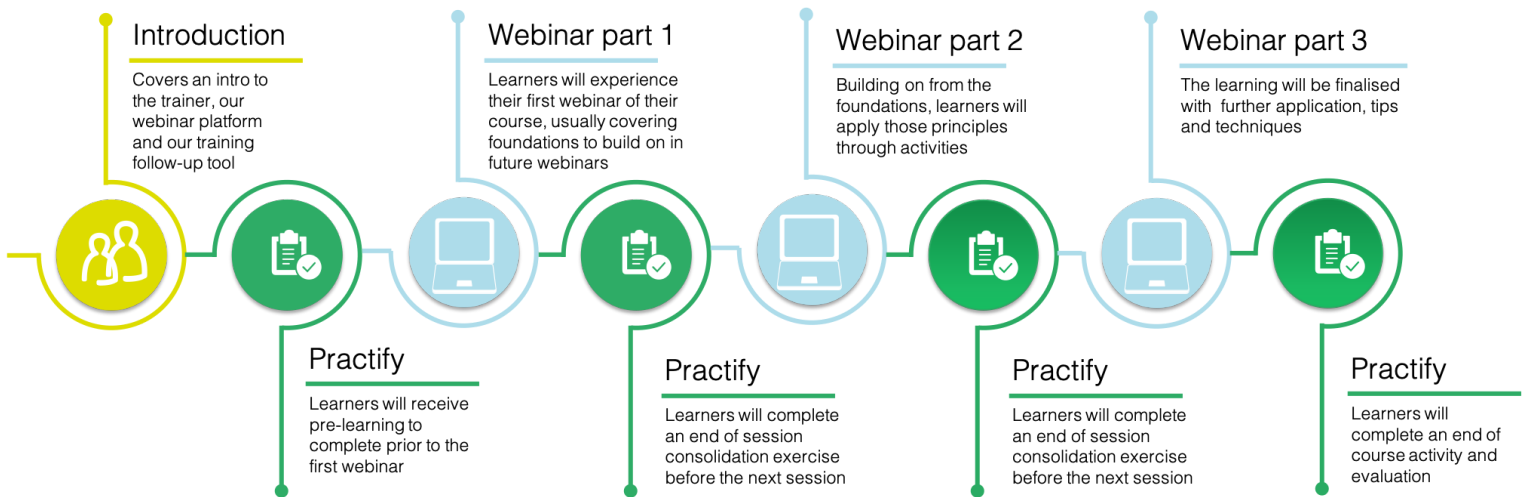 Introduction
Covers an intro to
the trainer, our
webinar platform
and our training
follow-up tool
Practify
Learners will receive
pre-learning to
complete prior to the
first webinar
Webinar part 1
Learners will experience
their first webinar of their
course, usually covering
foundations to build on in
future webinars
Practify
Learners will complete
an end of session
consolidation exercise
before the next session
Webinar part 2
Building on from the
foundations, learners will
apply those principles
through activities
Practify
Learners will complete
an end of session
consolidation exercise
before the next session
Webinar part 3
The learning will be finalised
with further application, tips
and techniques
Practify
Learners will
complete an end of
course activity and
evaluation